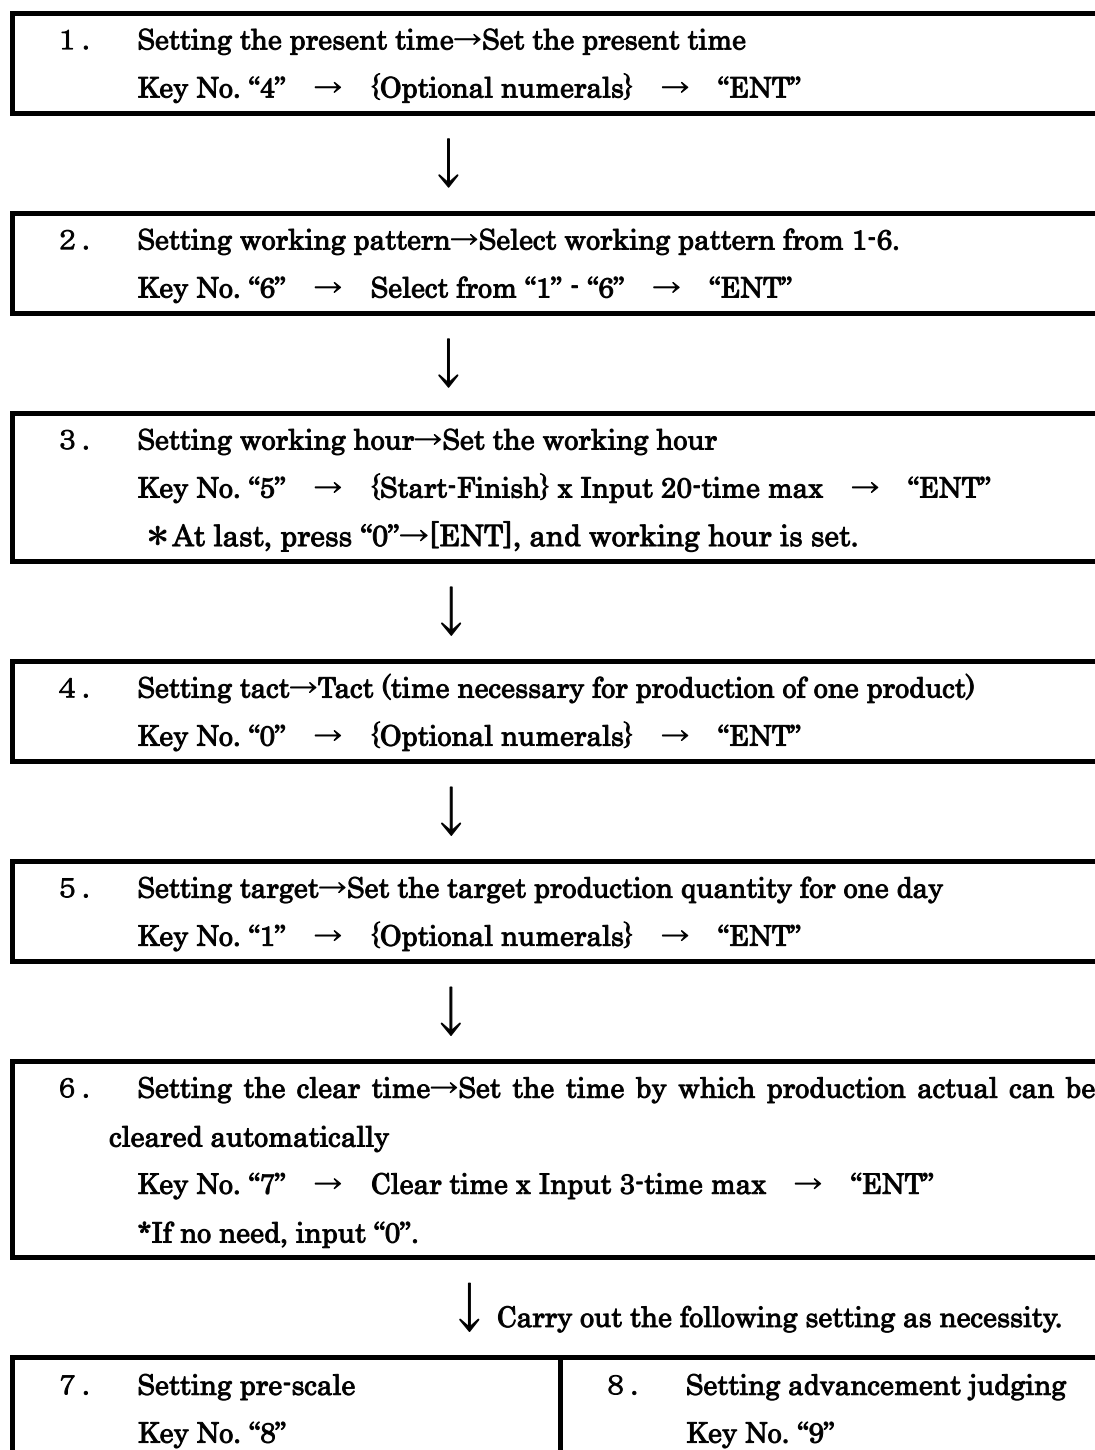 1. Setting the present time→Set the present time
Key No. “4” → {Optional numerals} → “ENT”
↓
2. Setting working pattern→Select working pattern from 1-6.
Key No. “6” → Select from “1” - “6” → “ENT”
↓
3. Setting working hour→Set the working hour
Key No. “5” → {Start-Finish} x Input 20-time max → “ENT”
*At last, press “0”→[ENT], and working hour is set.
↓
4. Setting tact→Tact (time necessary for production of one product)
Key No. “0” → {Optional numerals} → “ENT”
↓
5. Setting target→Set the target production quantity for one day
Key No. “1” → {Optional numerals} → “ENT”
↓
6. Setting the clear time→Set the time by which production actual can be
cleared automatically
Key No. “7” → Clear time x Input 3-time max → “ENT”
*If no need, input “0”.
↓ Carry out the following setting as necessity.
7. Setting pre-scale
Key No. “8”
8. Setting advancement judging
Key No. “9”